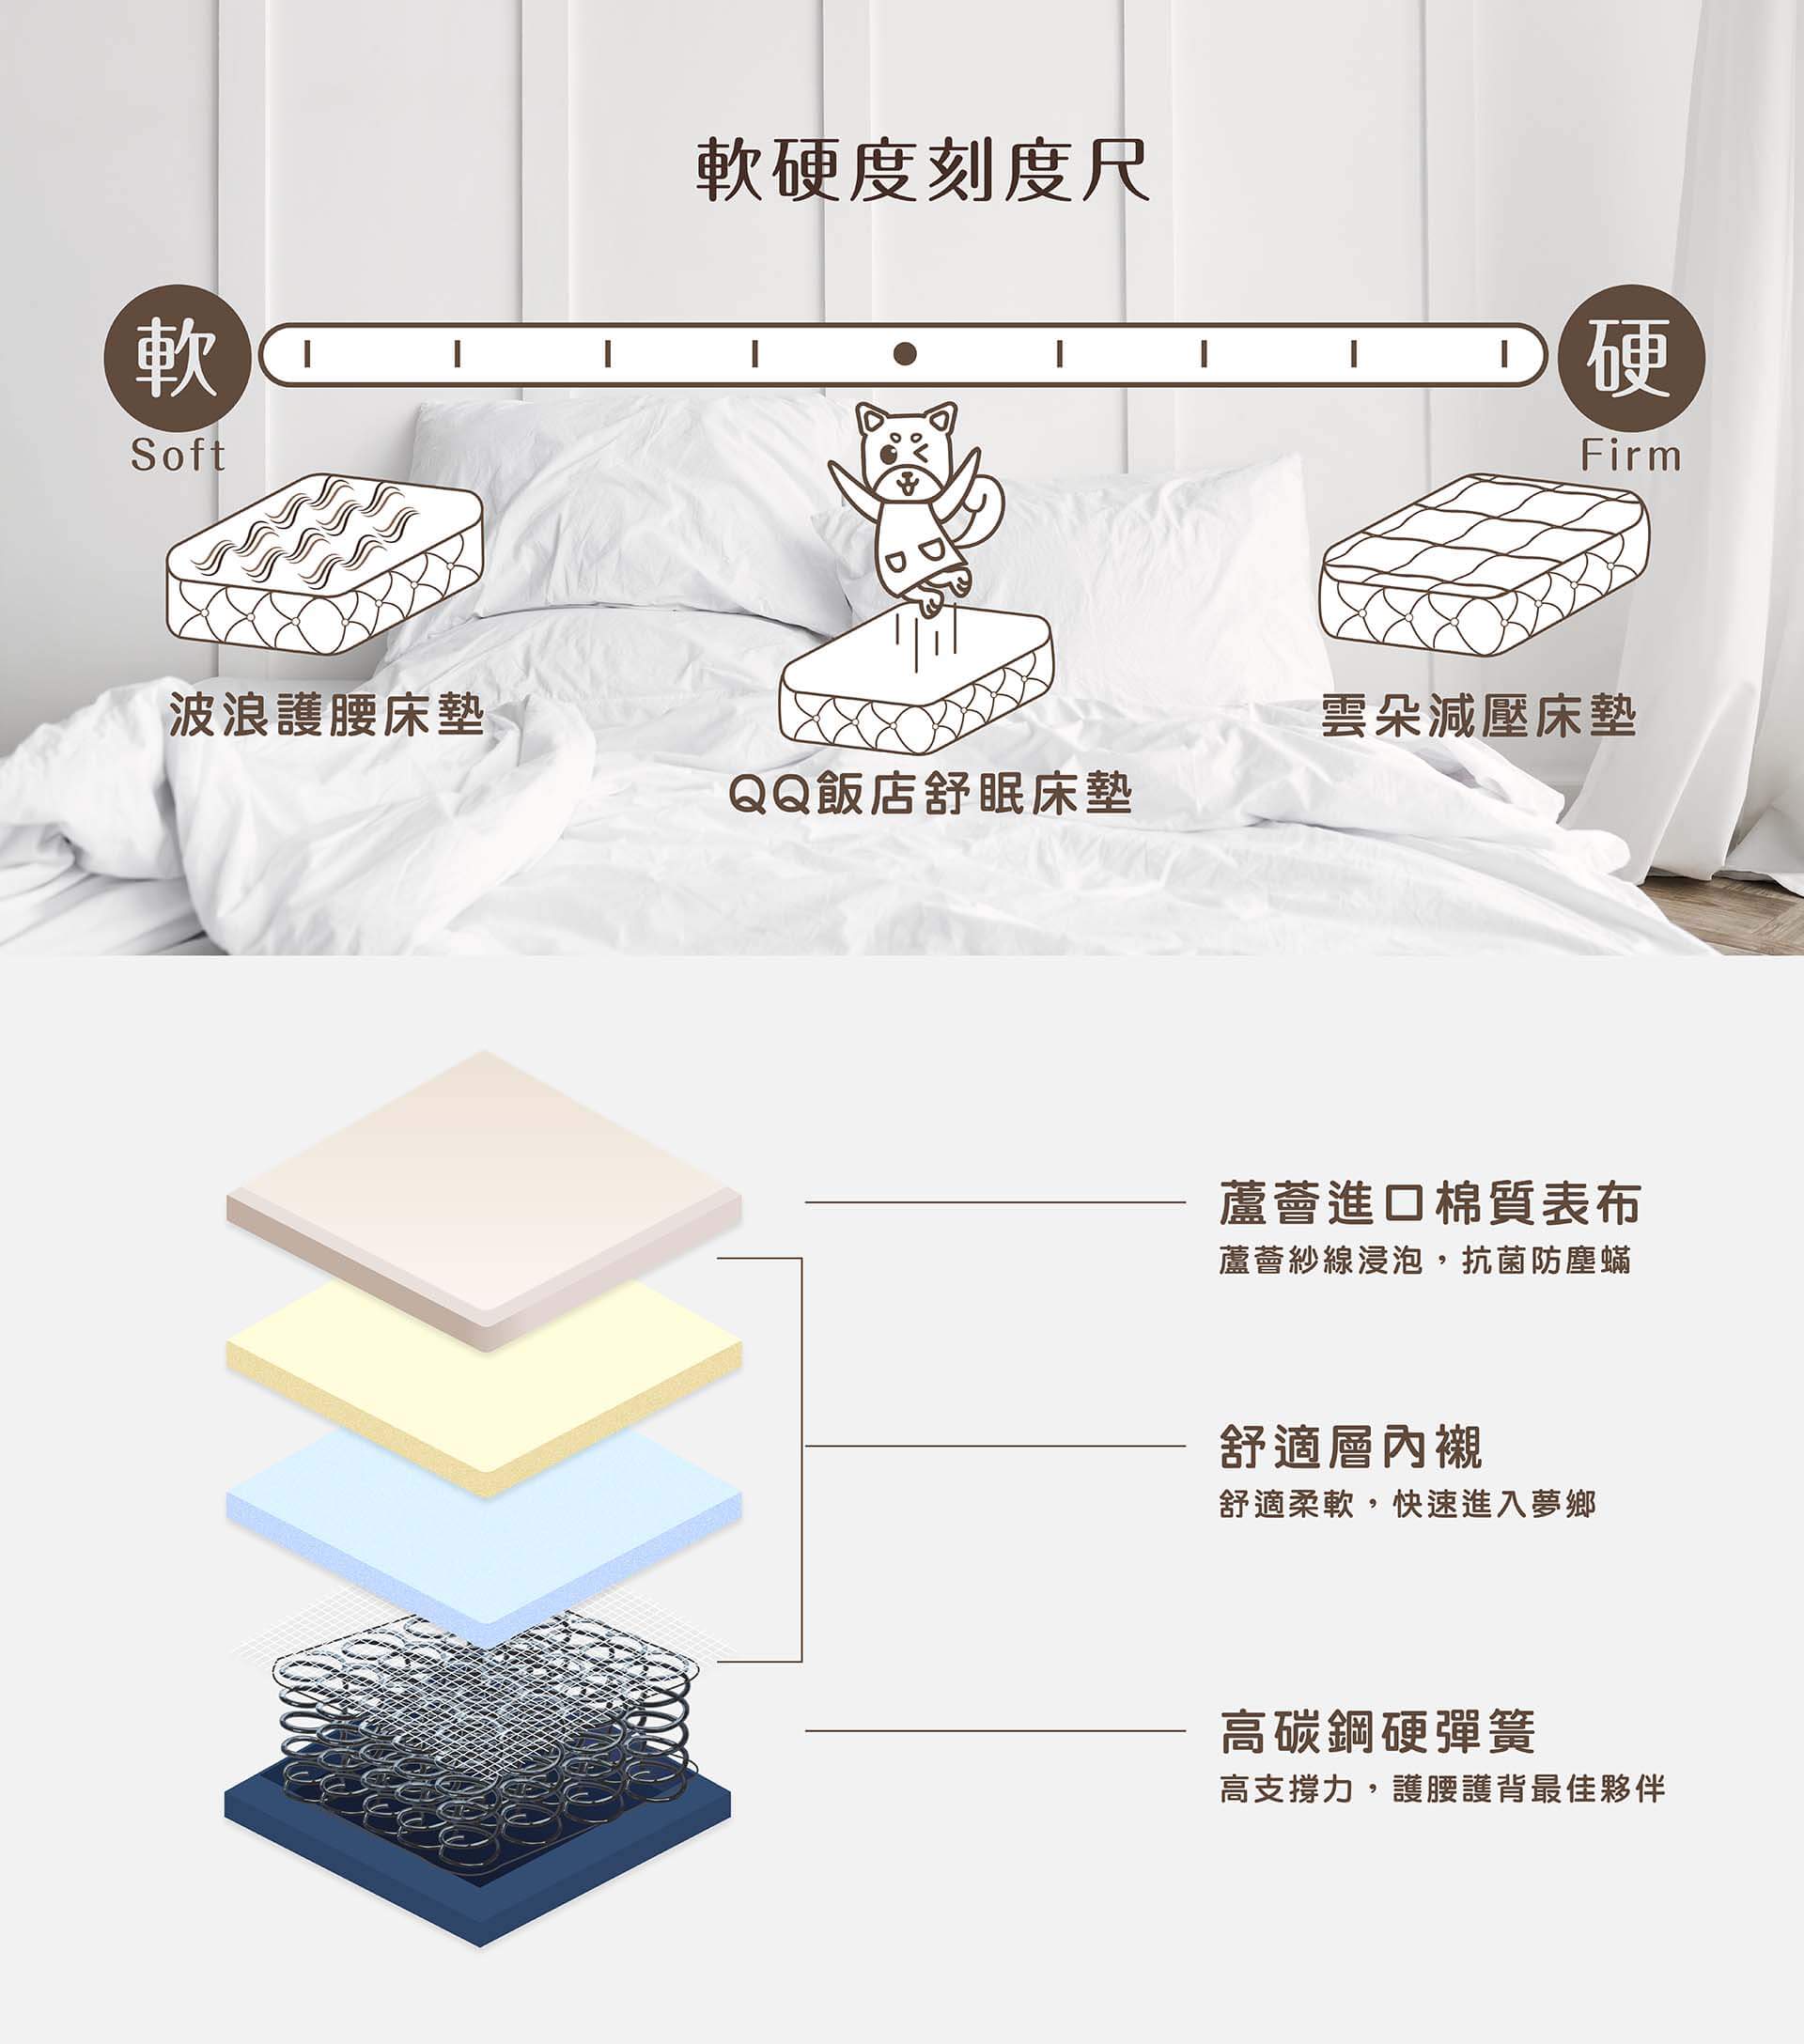 軟硬度刻度尺
軟
硬
Soft
Firm
波浪護腰床墊
雲朵減壓床墊
QQ飯店舒眠床墊
蘆薈進口棉質表布
蘆薈紗線浸泡，抗菌防塵蟎
舒適層內襯
舒適柔軟，快速進入夢鄉
高碳鋼硬彈簧
高支撐力，護腰護背最佳夥伴